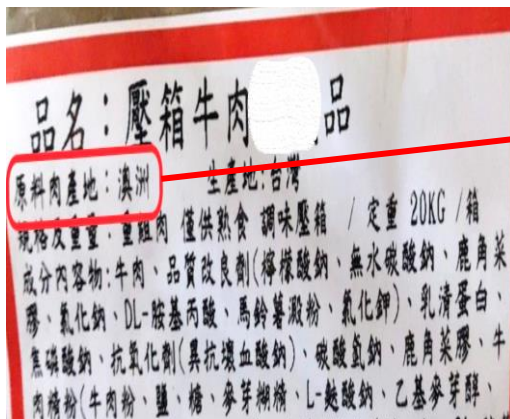 品名：壓箱牛肉 品
原料肉產地：澳洲 生產地:台灣
規格及重量：重組肉 僅供熟食 調味壓箱 / 定重 20KG /箱
成分內容物:牛肉、品質改良劑(檸檬酸鈉、無水碳酸鈉、鹿角菜
膠、氯化鈉、DL-胺基丙酸、馬鈴薯澱粉、氯化鉀)、乳清蛋白、
焦磷酸鈉、抗氧化劑(異抗壞血酸鈉)、碳酸氫鈉、鹿角菜膠、牛
肉精粉(牛肉粉、鹽、糖、麥芽糊精、L-麩酸鈉、乙基麥芽醇、